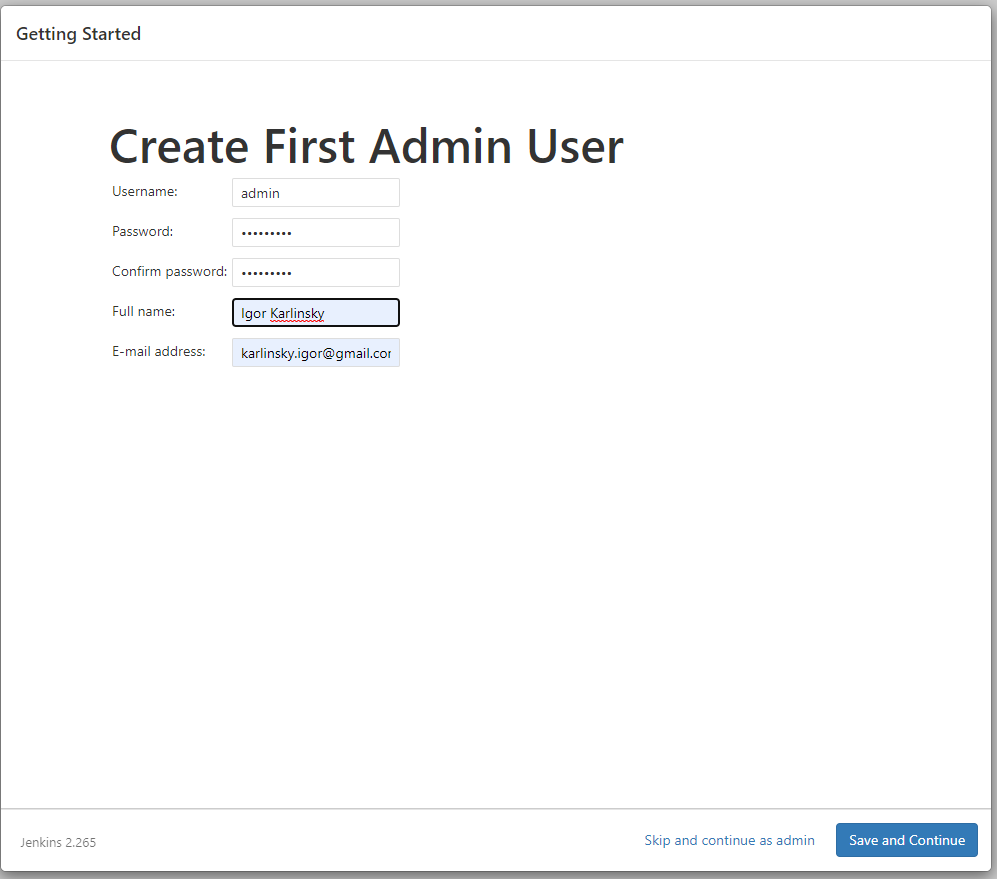 Getting Started
Create First Admin User
Username: admin
Password: •••••••••
Confirm password: •••••••••
Full name: Igor Karlinsky
E-mail address: karlinsky.igor@gmail.cor
Jenkins 2.265 Skip and continue as admin Save and Continue